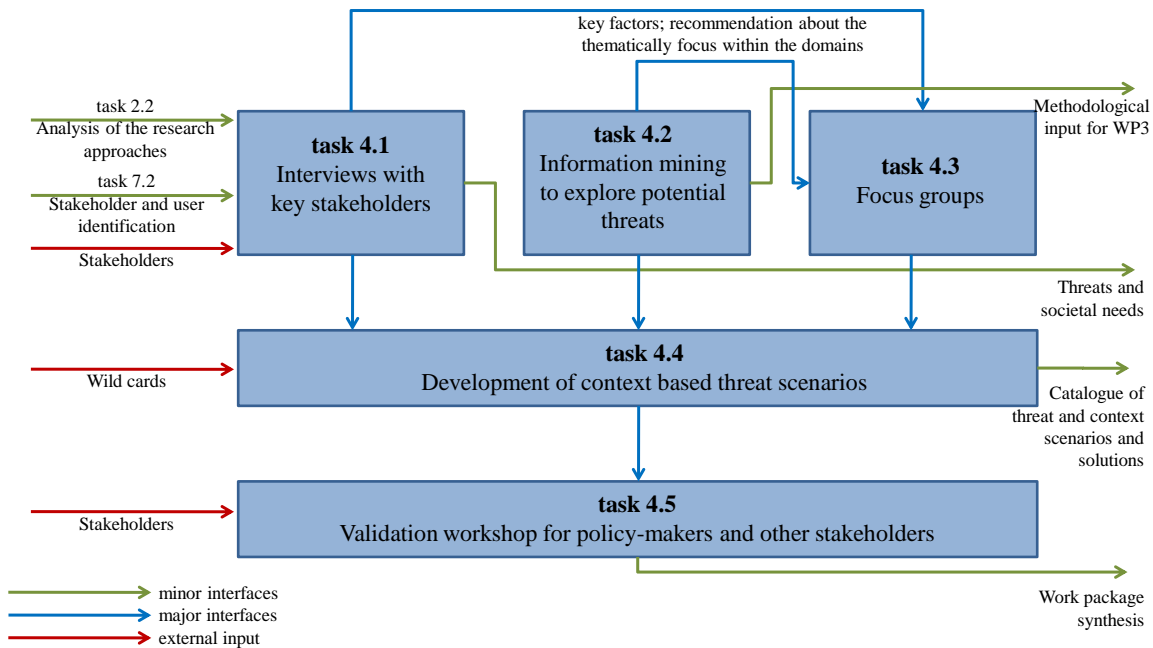 key factors; recommendation about the
thematically focus within the domains
task 2.2
Analysis of the research
approaches
task 7.2
Stakeholder and user
identification
Stakeholders
task 4.1
Interviews with
key stakeholders
task 4.2
Information mining
to explore potential
threats
task 4.3
Focus groups
Methodological
input for WP3
Threats and
societal needs
Wild cards
task 4.4
Development of context based threat scenarios
Catalogue of
threat and context
scenarios and
solutions
Stakeholders
task 4.5
Validation workshop for policy-makers and other stakeholders
Work package
synthesis
minor interfaces
major interfaces
external input